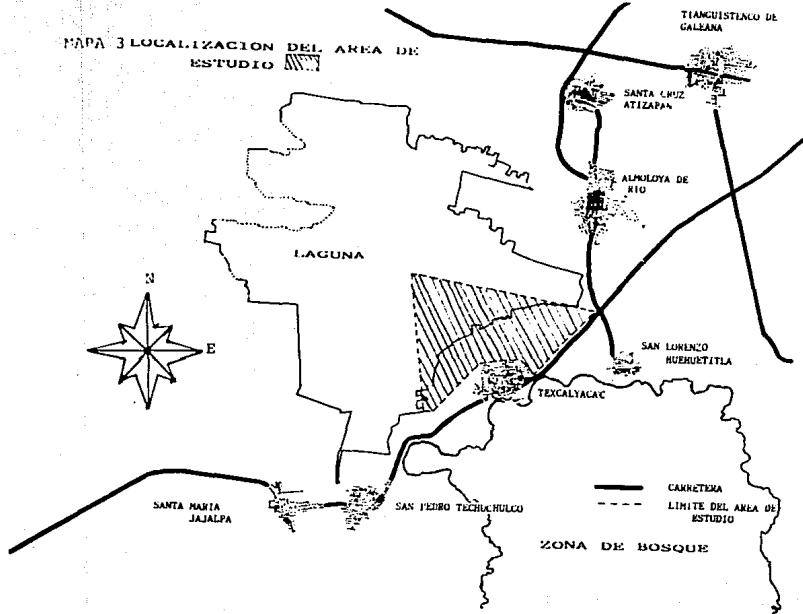 MAPA 3 LOCALIZACION DEL AREA DE
ESTUDIO
TIANGUISTENCO DE
GALEANA
SANTA CRUZ
ATIZAPAN
ALMOLOYA DE
RIO
LAGUNA
N
E
SAN LORENZO
HUEHUETITLA
TEXCALYACAC
SANTA MARIA
JAJALPA
SAN PEDRO TECHUCHULCO
CARRETERA
LIMITE DEL AREA DE
ESTUDIO
ZONA DE BOSQUE